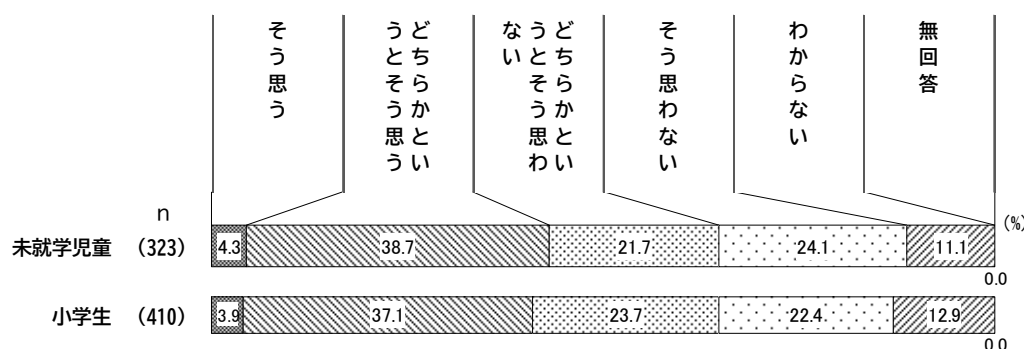 そう思う
どちらかとい
うとそう思う
どちらかとい
うとそう思わ
ない
そう思わない
わからない
無回答
n
(%)
未就学児童 (323) 4.3 38.7 21.7 24.1 11.1
0.0
小学生 (410) 3.9 37.1 23.7 22.4 12.9
0.0